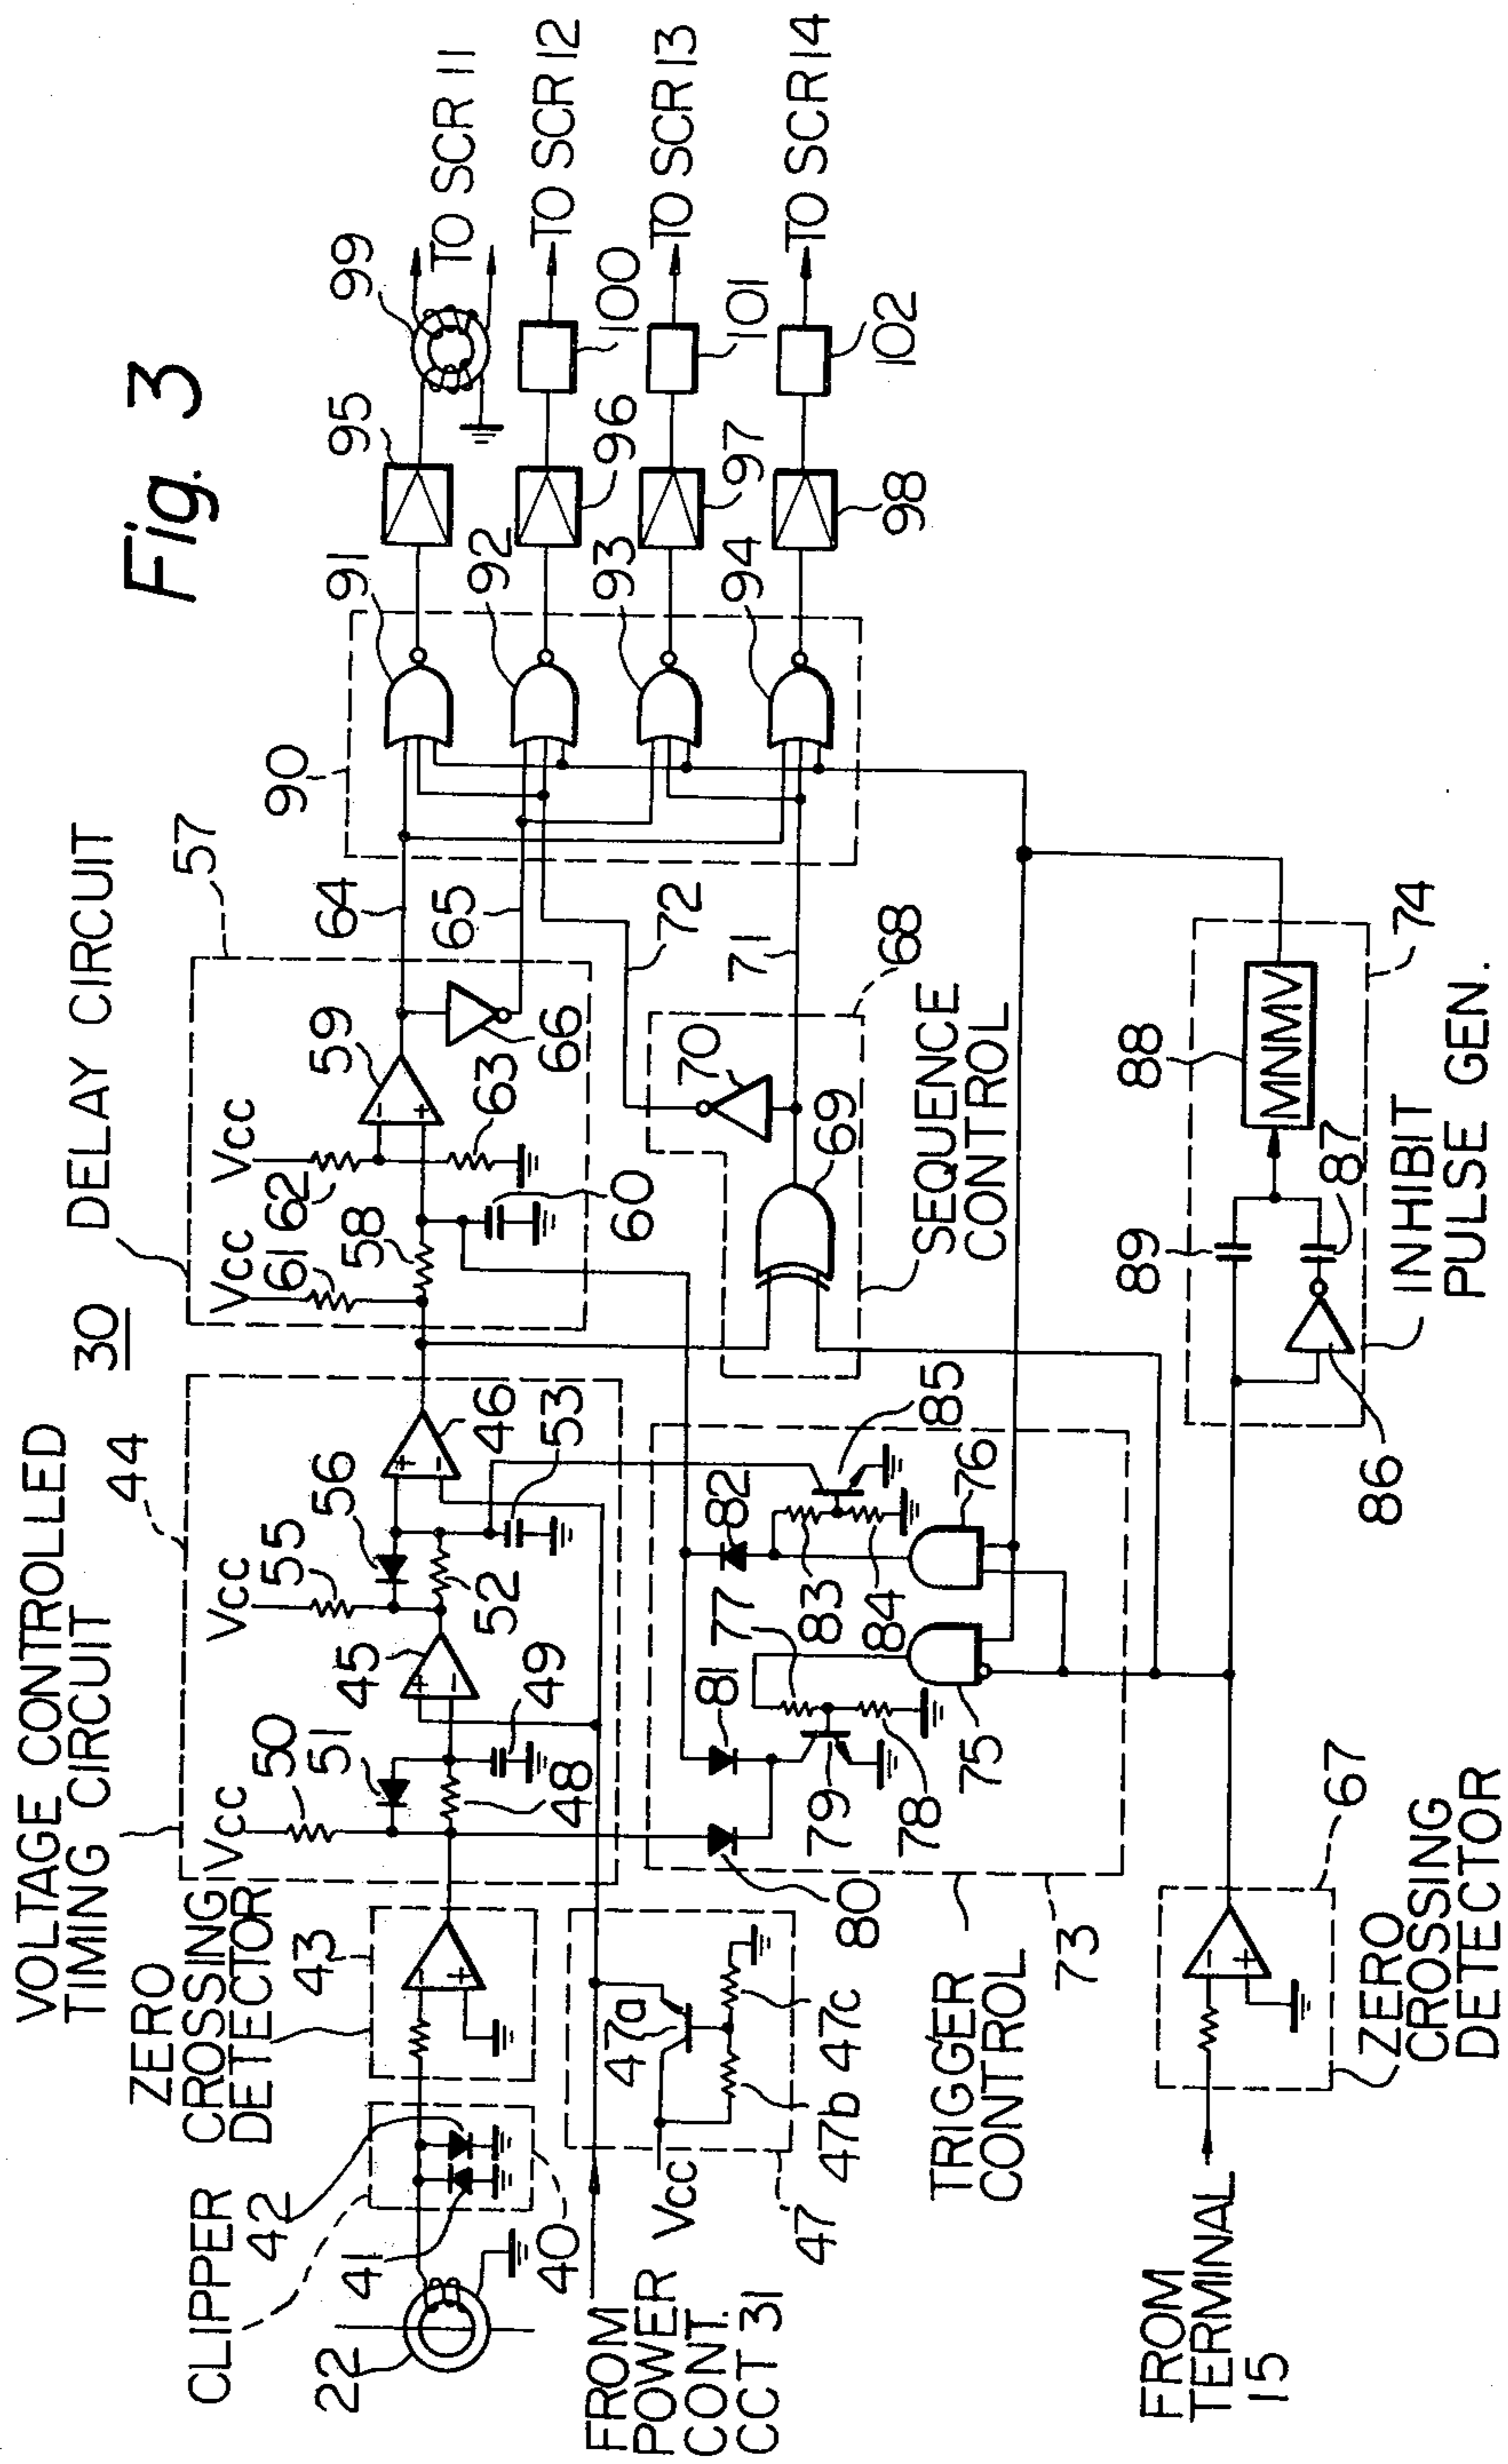 Fig. 3
30
VOLTAGE CONTROLLED
TIMING CIRCUIT
44
DELAY CIRCUIT
57
ZERO
CROSSING
DETECTOR
43
CLIPPER
42
41
40
22
Vcc
50
51
48
49
45
Vcc
55
56
52
53
46
Vcc
61
58
60
Vcc
62
63
59
66
64
65
72
71
90
91
92
93
94
95
96
97
98
99
100
101
102
TO SCR 11
TO SCR 12
TO SCR 13
TO SCR 14
FROM
POWER
CONT.
CCT 31
Vcc
47
47a
47b
47c
TRIGGER
CONTROL
73
80
81
79
78
77
75
82
83
84
85
76
70
69
68
SEQUENCE
CONTROL
FROM
TERMINAL
15
67
ZERO
CROSSING
DETECTOR
86
87
88
89
MNMV
74
INHIBIT
PULSE GEN.